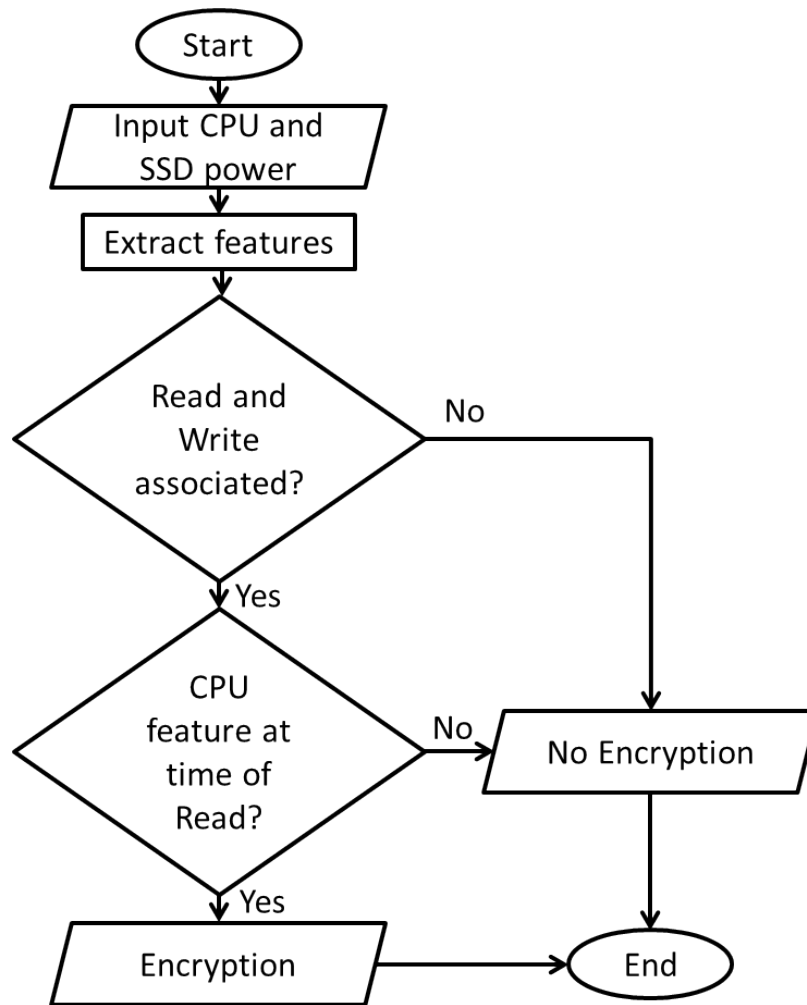 Start
Input CPU and
SSD power
Extract features
Read and
Write
associated?
No
Yes
CPU
feature at
time of
Read?
No
No Encryption
Yes
Encryption
End